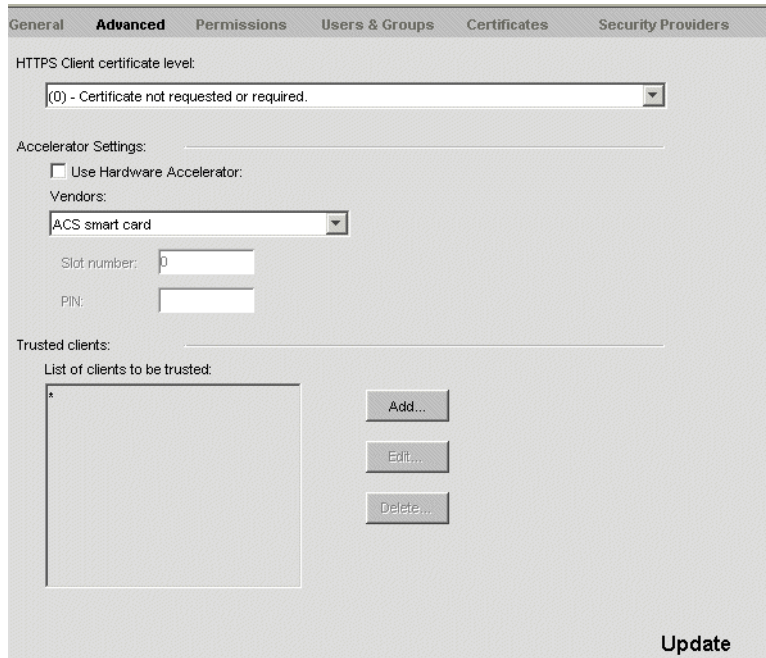 General Advanced Permissions Users & Groups Certificates Security Providers
HTTPS Client certificate level:
(0) - Certificate not requested or required.
Accelerator Settings:
Use Hardware Accelerator:
Vendors:
ACS smart card
Slot number: 0
PIN:
Trusted clients:
List of clients to be trusted:
*
Add...
Edit...
Delete...
Update